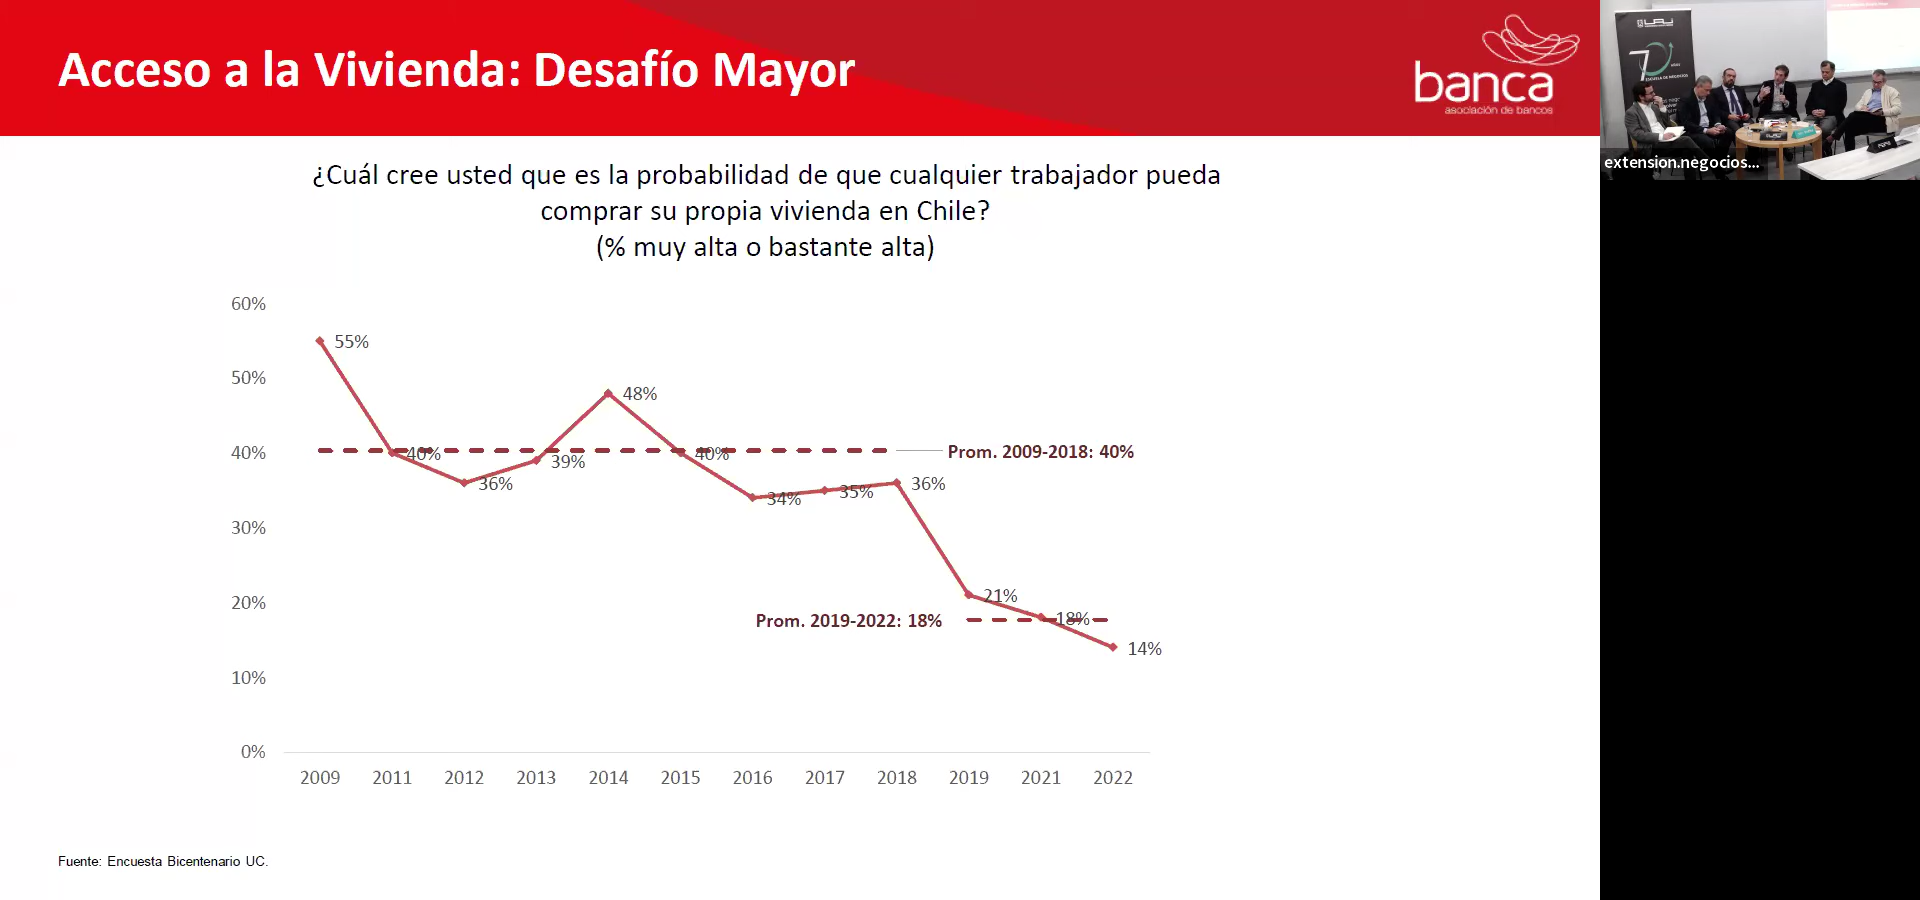 Acceso a la Vivienda: Desafío Mayor
banca
asociación de bancos
¿Cuál cree usted que es la probabilidad de que cualquier trabajador pueda
comprar su propia vivienda en Chile?
(% muy alta o bastante alta)
60%
50%
40%
30%
20%
10%
0%
55%
40%
36%
39%
48%
40%
34%
35%
36%
21%
18%
14%
Prom. 2009-2018: 40%
Prom. 2019-2022: 18%
2009 2011 2012 2013 2014 2015 2016 2017 2018 2019 2021 2022
Fuente: Encuesta Bicentenario UC.
70
ESCUELA DE NEGOCIOS
extension.negocios...